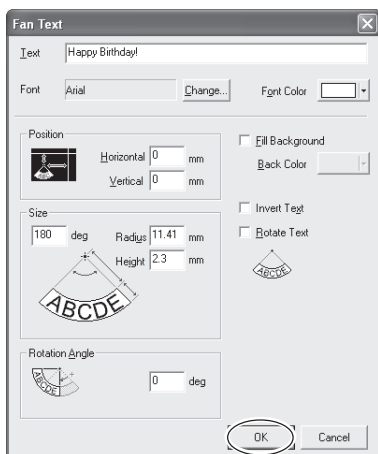 Fan Text
Text Happy Birthday!
Font Arial Change... Font Color
Position
Horizontal 0 mm
Vertical 0 mm
Fill Background
Back Color
Size
180 deg Radius 11.41 mm
Height 2.3 mm
ABCDE
Invert Text
Rotate Text
ABCDE
Rotation Angle
ABCDE
0 deg
OK Cancel